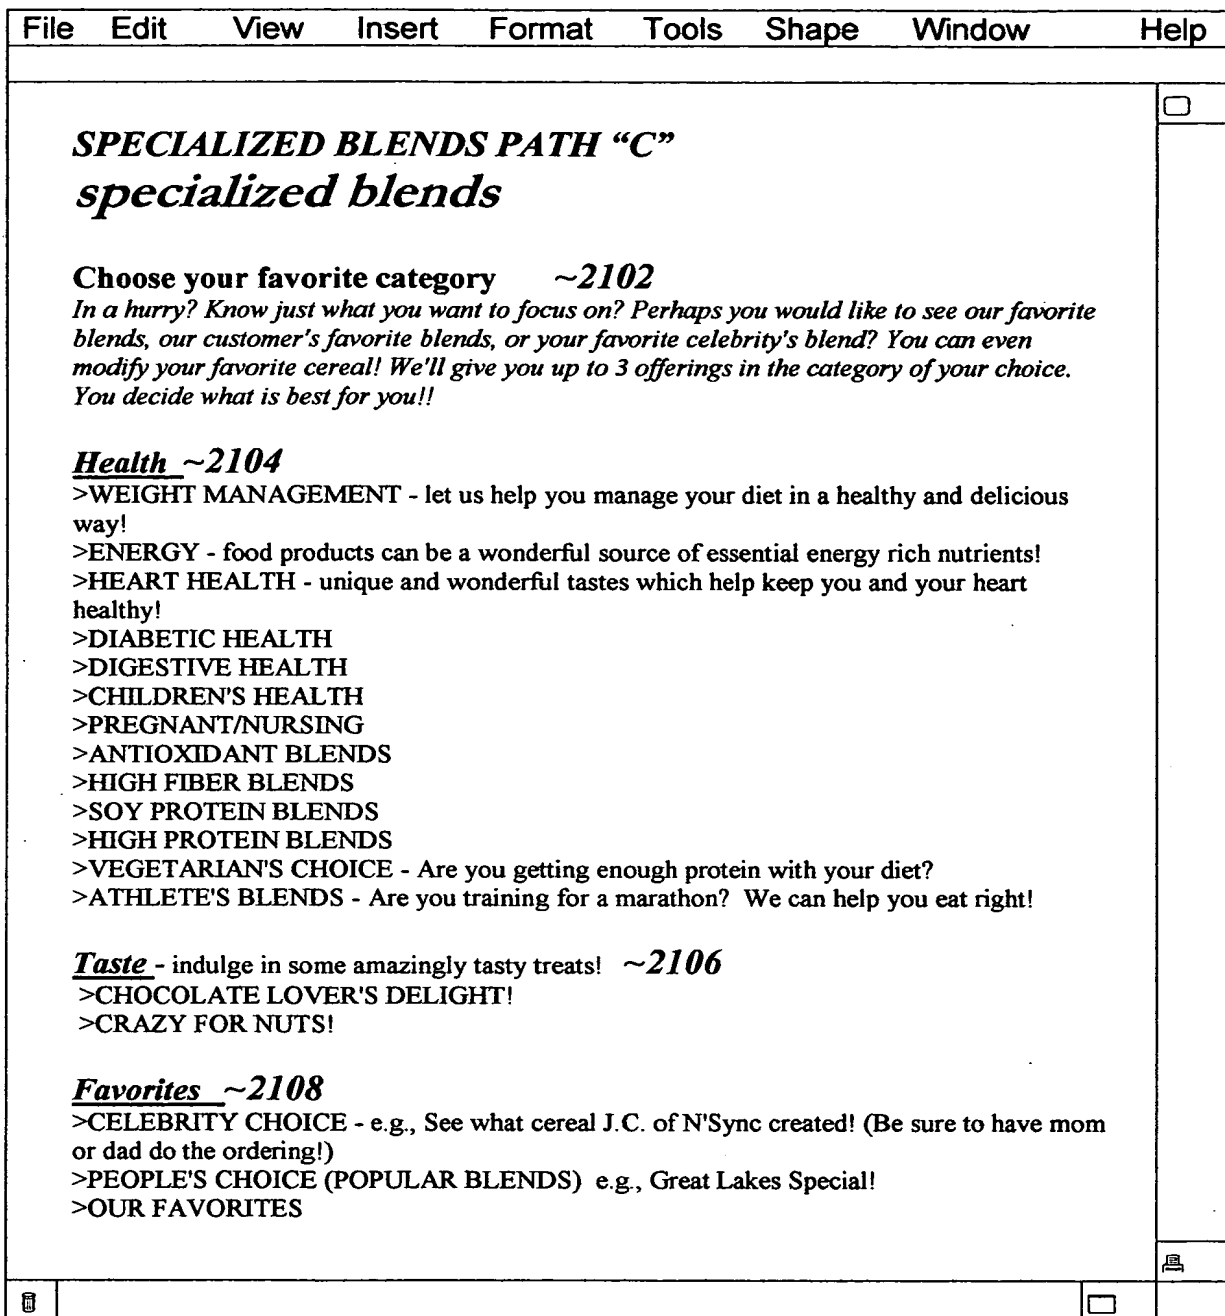 File Edit View Insert Format Tools Shape Window Help
SPECIALIZED BLENDS PATH “C”
specialized blends
Choose your favorite category ~2102
In a hurry? Know just what you want to focus on? Perhaps you would like to see our favorite
blends, our customer's favorite blends, or your favorite celebrity's blend? You can even
modify your favorite cereal! We'll give you up to 3 offerings in the category of your choice.
You decide what is best for you!!
Health ~2104
>WEIGHT MANAGEMENT - let us help you manage your diet in a healthy and delicious
way!
>ENERGY - food products can be a wonderful source of essential energy rich nutrients!
>HEART HEALTH - unique and wonderful tastes which help keep you and your heart
healthy!
>DIABETIC HEALTH
>DIGESTIVE HEALTH
>CHILDREN'S HEALTH
>PREGNANT/NURSING
>ANTIOXIDANT BLENDS
>HIGH FIBER BLENDS
>SOY PROTEIN BLENDS
>HIGH PROTEIN BLENDS
>VEGETARIAN'S CHOICE - Are you getting enough protein with your diet?
>ATHLETE'S BLENDS - Are you training for a marathon? We can help you eat right!
Taste - indulge in some amazingly tasty treats! ~2106
>CHOCOLATE LOVER'S DELIGHT!
>CRAZY FOR NUTS!
Favorites ~2108
>CELEBRITY CHOICE - e.g., See what cereal J.C. of N'Sync created! (Be sure to have mom
or dad do the ordering!)
>PEOPLE'S CHOICE (POPULAR BLENDS) e.g., Great Lakes Special!
>OUR FAVORITES